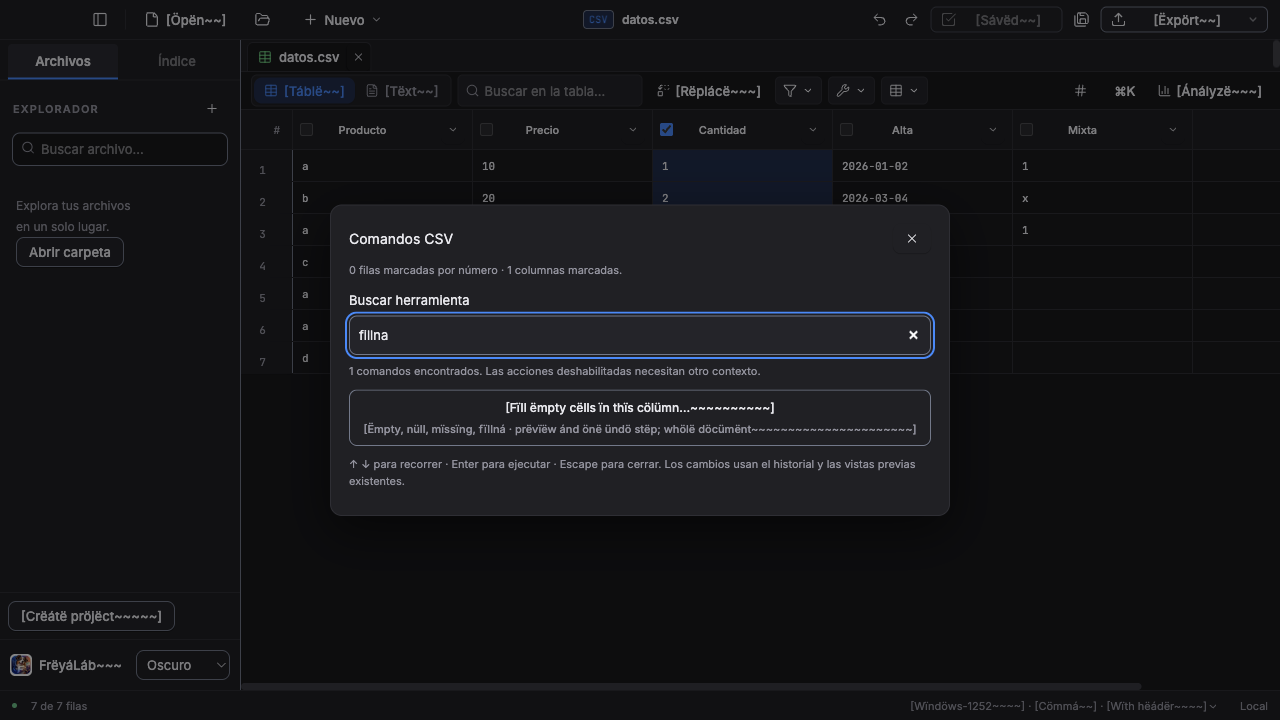 [Öpën~~]
Nuevo
CSV datos.csv
[Sávëd~~]
[Ëxpört~~]
Archivos Índice
datos.csv
[Táblë~~] [Tëxt~~] Buscar en la tabla... [Rëplácë~~~] # ⌘K [Ánályzë~~~]
EXPLORADOR +
Buscar archivo...
Explora tus archivos
en un solo lugar.
Abrir carpeta
# Producto Precio Cantidad Alta Mixta
1 a 10 1 2026-01-02 1
2 b 20 2 2026-03-04 x
3 a 1
4 c
5 a
6 a
7 d
Comandos CSV
0 filas marcadas por número · 1 columnas marcadas.
Buscar herramienta
fillna
1 comandos encontrados. Las acciones deshabilitadas necesitan otro contexto.
[Fïll ëmpty cëlls ïn thïs cölümn...~~~~~~~~~~]
[Ëmpty, nüll, mïssïng, fïllná · prëvïëw ánd önë ündö stëp; whölë döcümënt~~~~~~~~~~~~~~~~~~~~~~]
↑ ↓ para recorrer · Enter para ejecutar · Escape para cerrar. Los cambios usan el historial y las vistas previas
existentes.
[Crëátë pröjëct~~~~~]
FrëyáLáb~~~ Oscuro
7 de 7 filas
[Wïndöws-1252~~~~] · [Cömmá~~] · [Wïth hëádër~~~~] Local